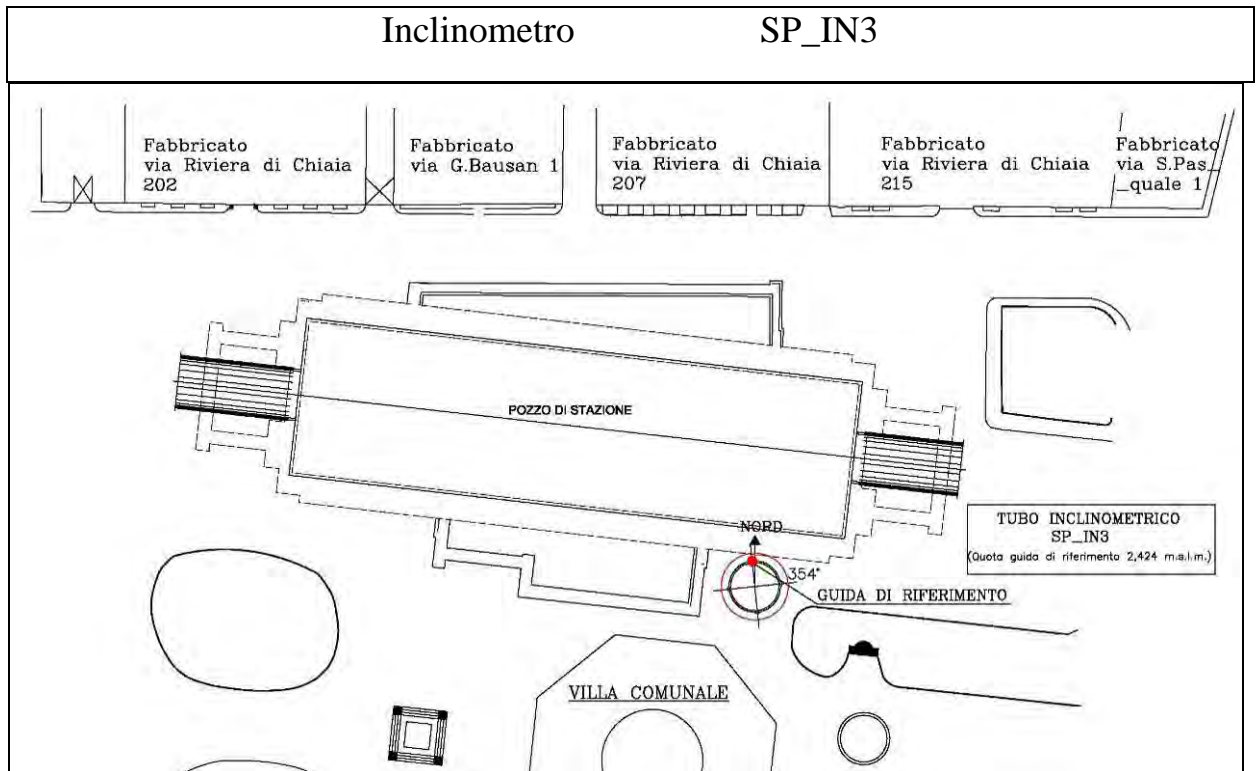 Inclinometro SP_IN3
Fabbricato
via Riviera di Chiaia
202
Fabbricato
via G.Bausan 1
Fabbricato
via Riviera di Chiaia
207
Fabbricato
via Riviera di Chiaia
215
Fabbricato
via S.Pas_
_quale 1
POZZO DI STAZIONE
NORD
354°
GUIDA DI RIFERIMENTO
TUBO INCLINOMETRICO
SP_IN3
(Quota guida di riferimento 2,424 m.s.l.m.)
VILLA COMUNALE